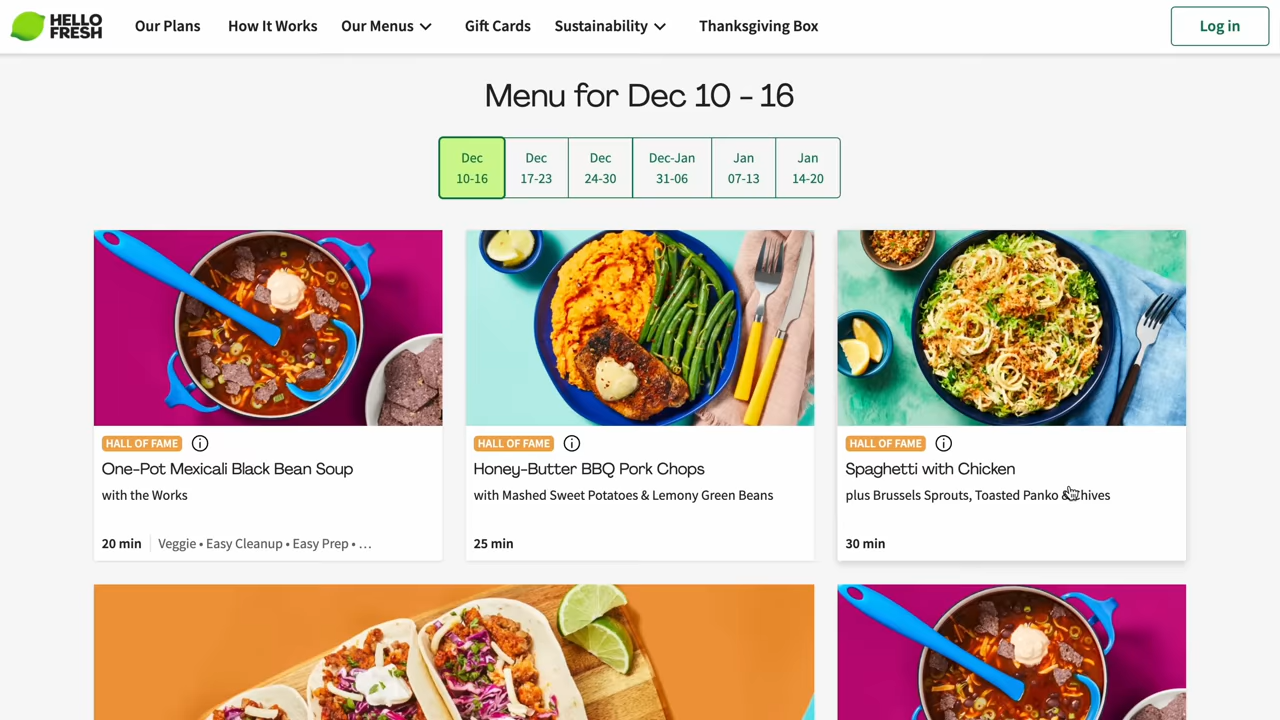 HELLO
FRESH
Our Plans
How It Works
Our Menus
Gift Cards
Sustainability
Thanksgiving Box
Log in
Menu for Dec 10 - 16
Dec
10-16
Dec
17-23
Dec
24-30
Dec-Jan
31-06
Jan
07-13
Jan
14-20
HALL OF FAME
One-Pot Mexicali Black Bean Soup
with the Works
20 min
Veggie • Easy Cleanup • Easy Prep • ...
HALL OF FAME
Honey-Butter BBQ Pork Chops
with Mashed Sweet Potatoes & Lemony Green Beans
25 min
HALL OF FAME
Spaghetti with Chicken
plus Brussels Sprouts, Toasted Panko & Chives
30 min